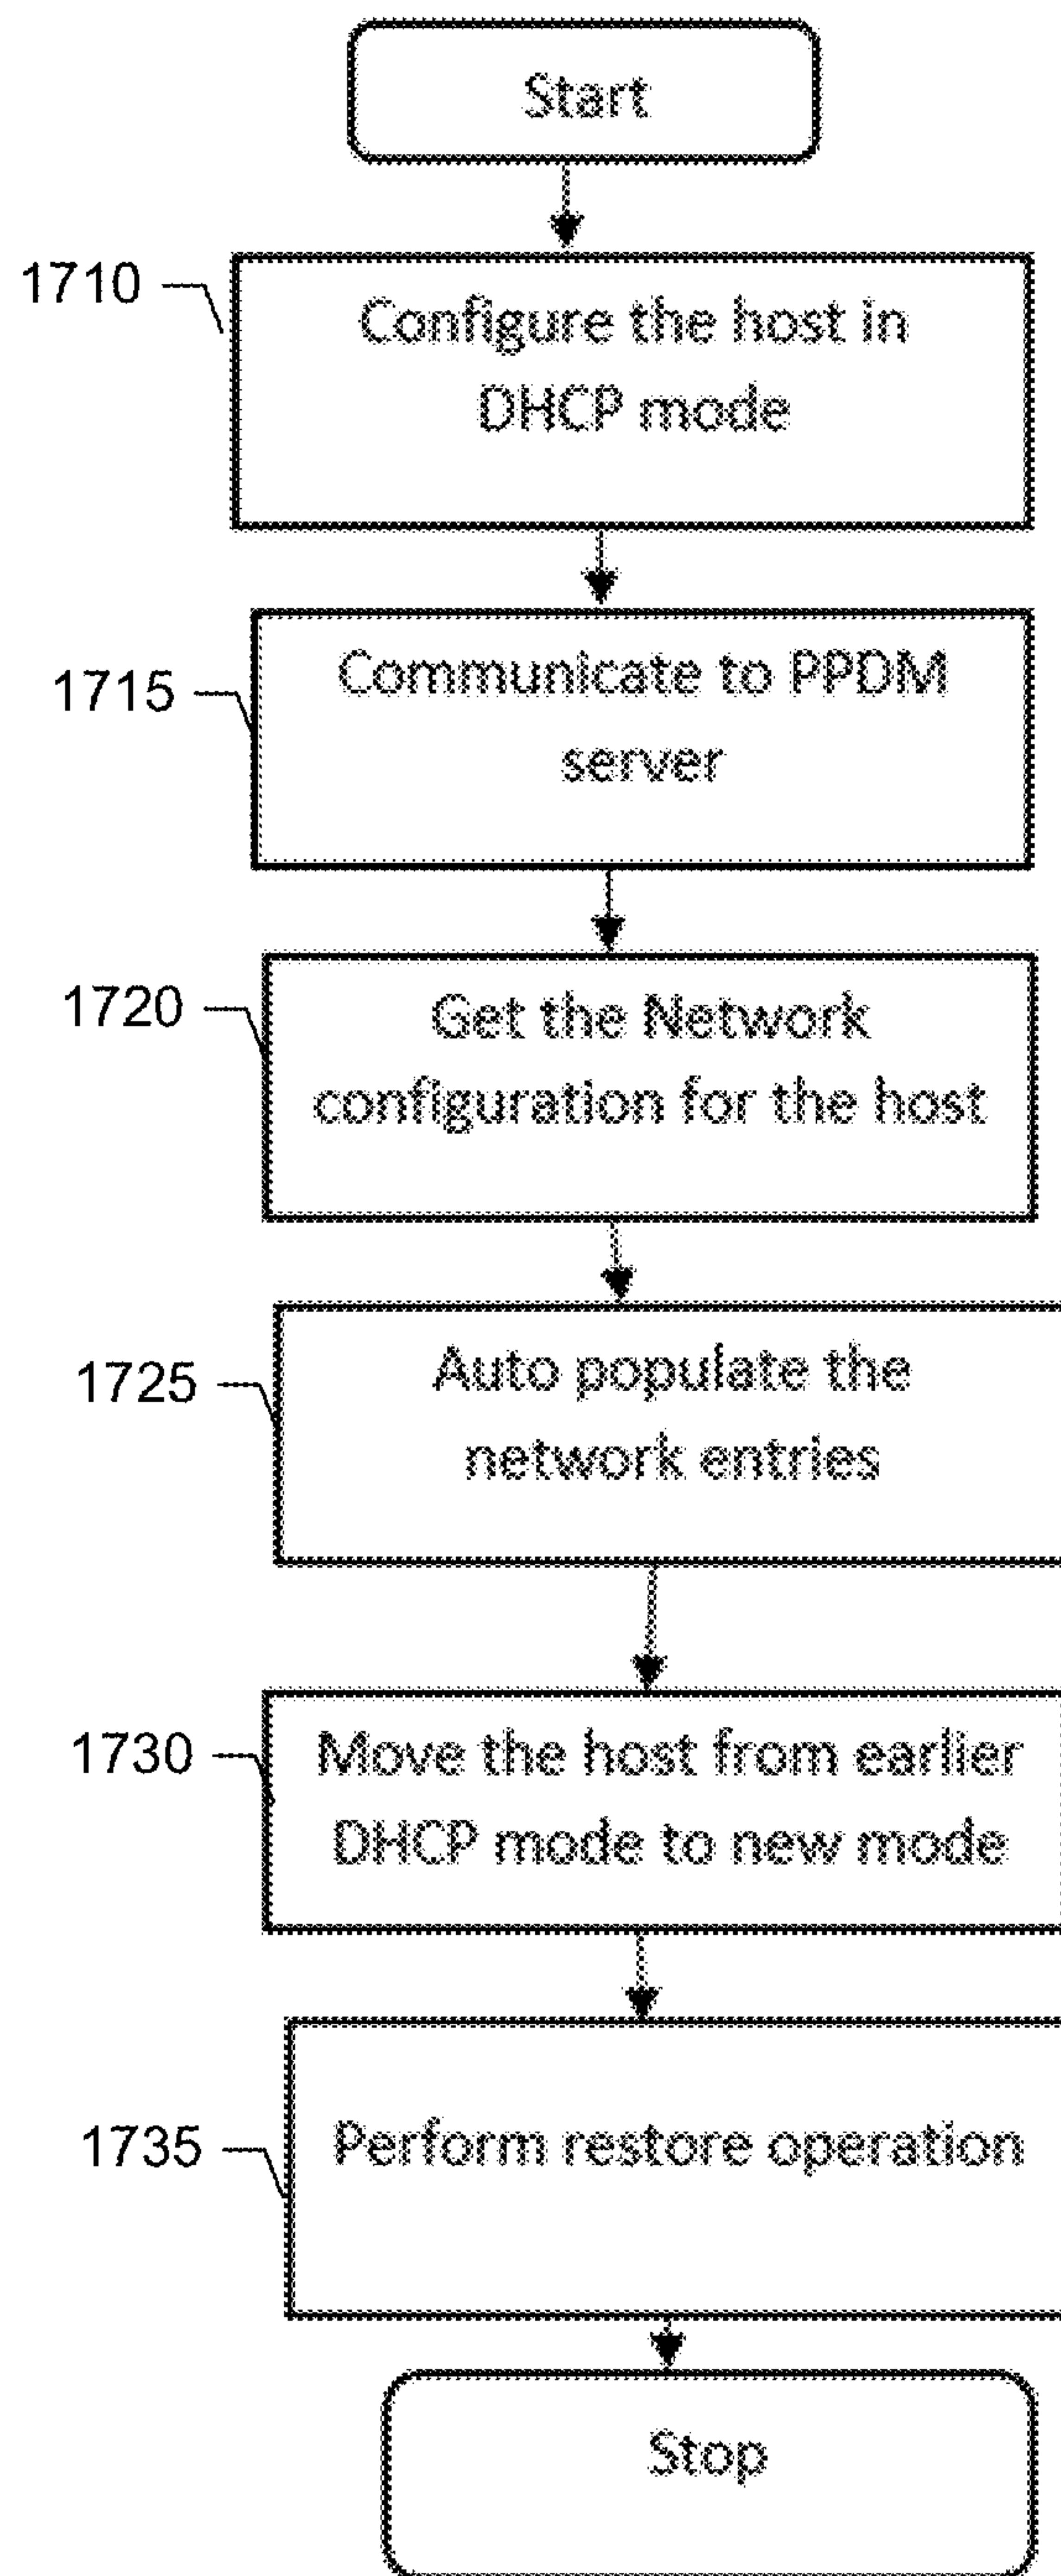 Start
1710
Configure the host in
DHCP mode
1715
Communicate to PPDM
server
1720
Get the Network
configuration for the host
1725
Auto populate the
network entries
1730
Move the host from earlier
DHCP mode to new mode
1735
Perform restore operation
Stop